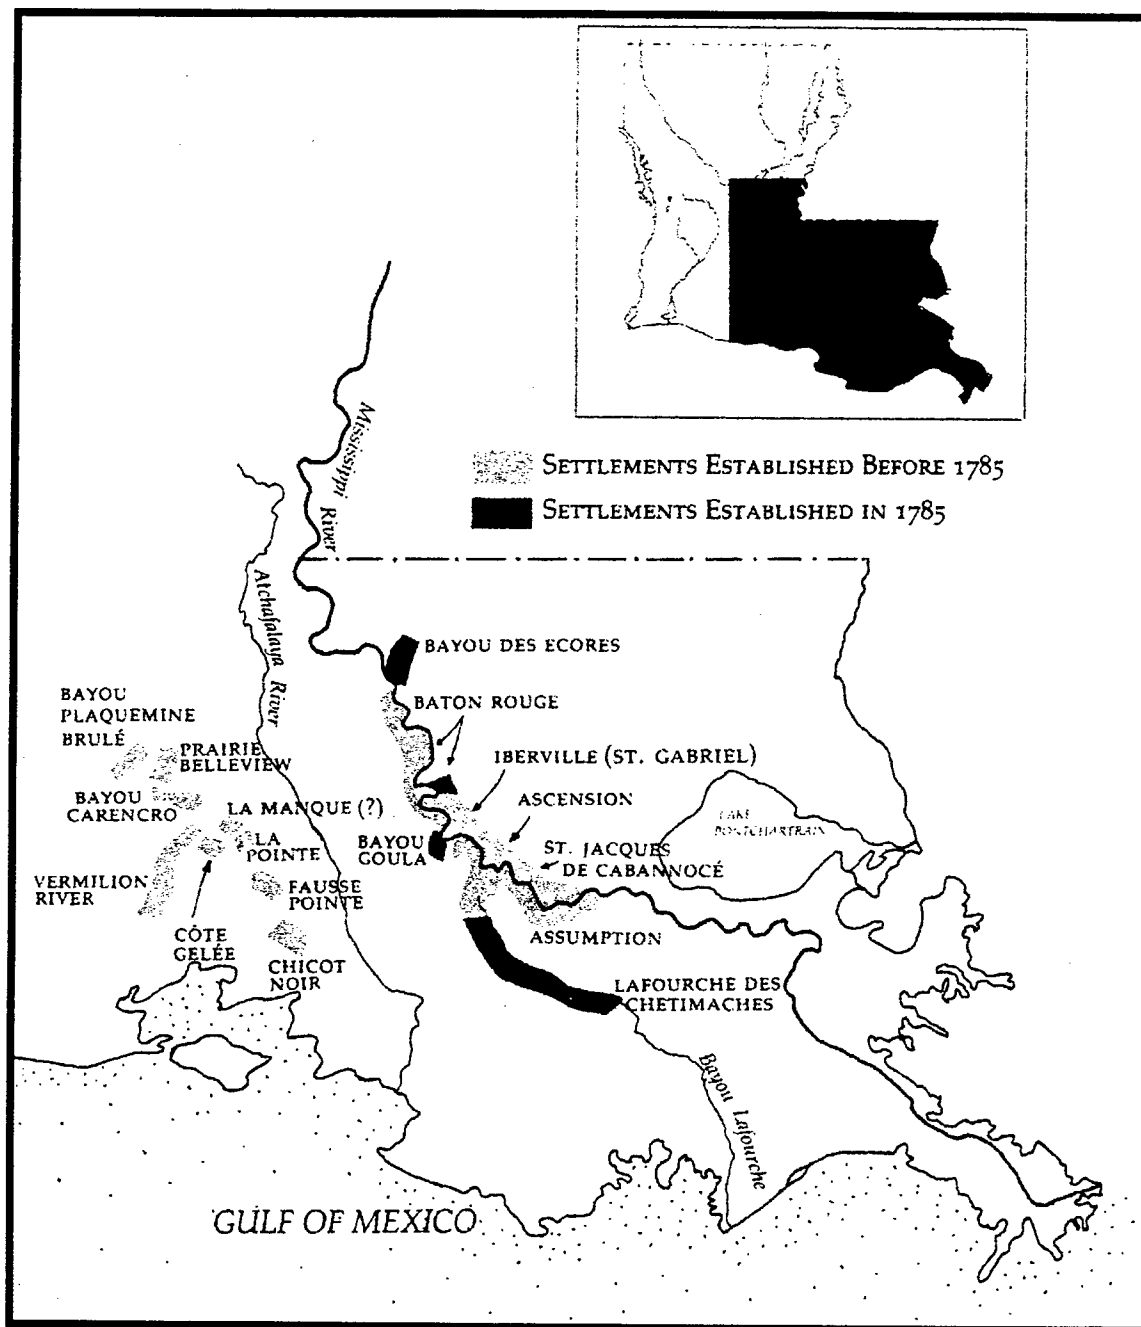 SETTLEMENTS ESTABLISHED BEFORE 1785
SETTLEMENTS ESTABLISHED IN 1785
Mississippi River
Atchafalaya River
BAYOU DES ECORES
BATON ROUGE
BAYOU
PLAQUEMINE
BRULÉ
PRAIRIE
BELLEVIEW
IBERVILLE (ST. GABRIEL)
BAYOU
CARENCRO
LA MANQUE (?)
ASCENSION
LAKE
PONTCHARTRAIN
LA
POINTE
BAYOU
GOULA
ST. JACQUES
DE CABANNOCÉ
VERMILION
RIVER
FAUSSE
POINTE
CÔTE
GELÉE
ASSUMPTION
CHICOT
NOIR
LAFOURCHE DES
CHETIMACHES
Bayou Lafourche
GULF OF MEXICO